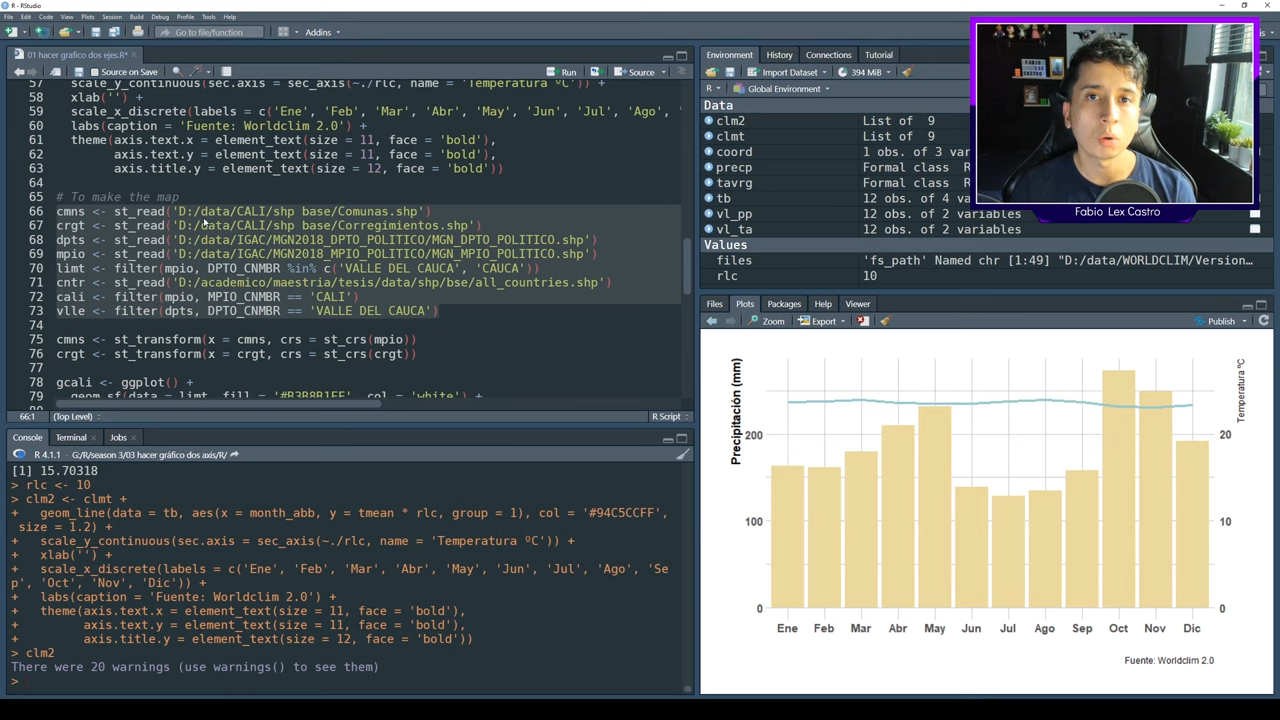 R - RStudio
File Edit Code View Plots Session Build Debug Profile Tools Help
Go to file/function
Addins
01 hacer grafico dos ejes.R*
Source on Save
Run
Source
57 scale_y_continuous(sec.axis = sec_axis(~./rlc, name = 'Temperatura ºC')) +
58 xlab('') +
59 scale_x_discrete(labels = c('Ene', 'Feb', 'Mar', 'Abr', 'May', 'Jun', 'Jul', 'Ago',
60 labs(caption = 'Fuente: Worldclim 2.0') +
61 theme(axis.text.x = element_text(size = 11, face = 'bold'),
62 axis.text.y = element_text(size = 11, face = 'bold'),
63 axis.title.y = element_text(size = 12, face = 'bold'))
64
65 # To make the map
66 cmns <- st_read('D:/data/CALI/shp base/Comunas.shp')
67 crgt <- st_read('D:/data/CALI/shp base/Corregimientos.shp')
68 dpts <- st_read('D:/data/IGAC/MGN2018_DPTO_POLITICO/MGN_DPTO_POLITICO.shp')
69 mpio <- st_read('D:/data/IGAC/MGN2018_MPIO_POLITICO/MGN_MPIO_POLITICO.shp')
70 limt <- filter(mpio, DPTO_CNMBR %in% c('VALLE DEL CAUCA', 'CAUCA'))
71 cntr <- st_read('D:/academico/maestria/tesis/data/shp/bse/all_countries.shp')
72 cali <- filter(mpio, MPIO_CNMBR == 'CALI')
73 vlle <- filter(dpts, DPTO_CNMBR == 'VALLE DEL CAUCA')
74
75 cmns <- st_transform(x = cmns, crs = st_crs(mpio))
76 crgt <- st_transform(x = crgt, crs = st_crs(crgt))
77
78 gcali <- ggplot() +
79 geom_sf(data = limt, fill = '#B3B8B1FF', col = 'white') +
80
66:1 (Top Level)
R Script
Console Terminal Jobs
R 4.1.1 · G:/R/season 3/03 hacer gráfico dos axis/R/
[1] 15.70318
> rlc <- 10
> clm2 <- clmt +
+ geom_line(data = tb, aes(x = month_abb, y = tmean * rlc, group = 1), col = '#94C5CCFF',
size = 1.2) +
+ scale_y_continuous(sec.axis = sec_axis(~./rlc, name = 'Temperatura ºC')) +
+ xlab('') +
+ scale_x_discrete(labels = c('Ene', 'Feb', 'Mar', 'Abr', 'May', 'Jun', 'Jul', 'Ago', 'Se
p', 'Oct', 'Nov', 'Dic')) +
+ labs(caption = 'Fuente: Worldclim 2.0') +
+ theme(axis.text.x = element_text(size = 11, face = 'bold'),
+ axis.text.y = element_text(size = 11, face = 'bold'),
+ axis.title.y = element_text(size = 12, face = 'bold'))
> clm2
There were 20 warnings (use warnings() to see them)
>
Environment History Connections Tutorial
Import Dataset 394 MiB
R Global Environment
Data
clm2 List of 9
clmt List of 9
coord 1 obs. of 3 vari
precp Formal class R
tavrg Formal class R
tb 12 obs. of 4 va
vl_pp 12 obs. of 2 variables
vl_ta 12 obs. of 2 variables
Values
files 'fs_path' Named chr [1:49] "D:/data/WORLDCLIM/Version…
rlc 10
Fabio Lex Castro
Files Plots Packages Help Viewer
Zoom Export Publish
Precipitación (mm)
Temperatura ºC
200
100
0
20
10
0
Ene Feb Mar Abr May Jun Jul Ago Sep Oct Nov Dic
Fuente: Worldclim 2.0